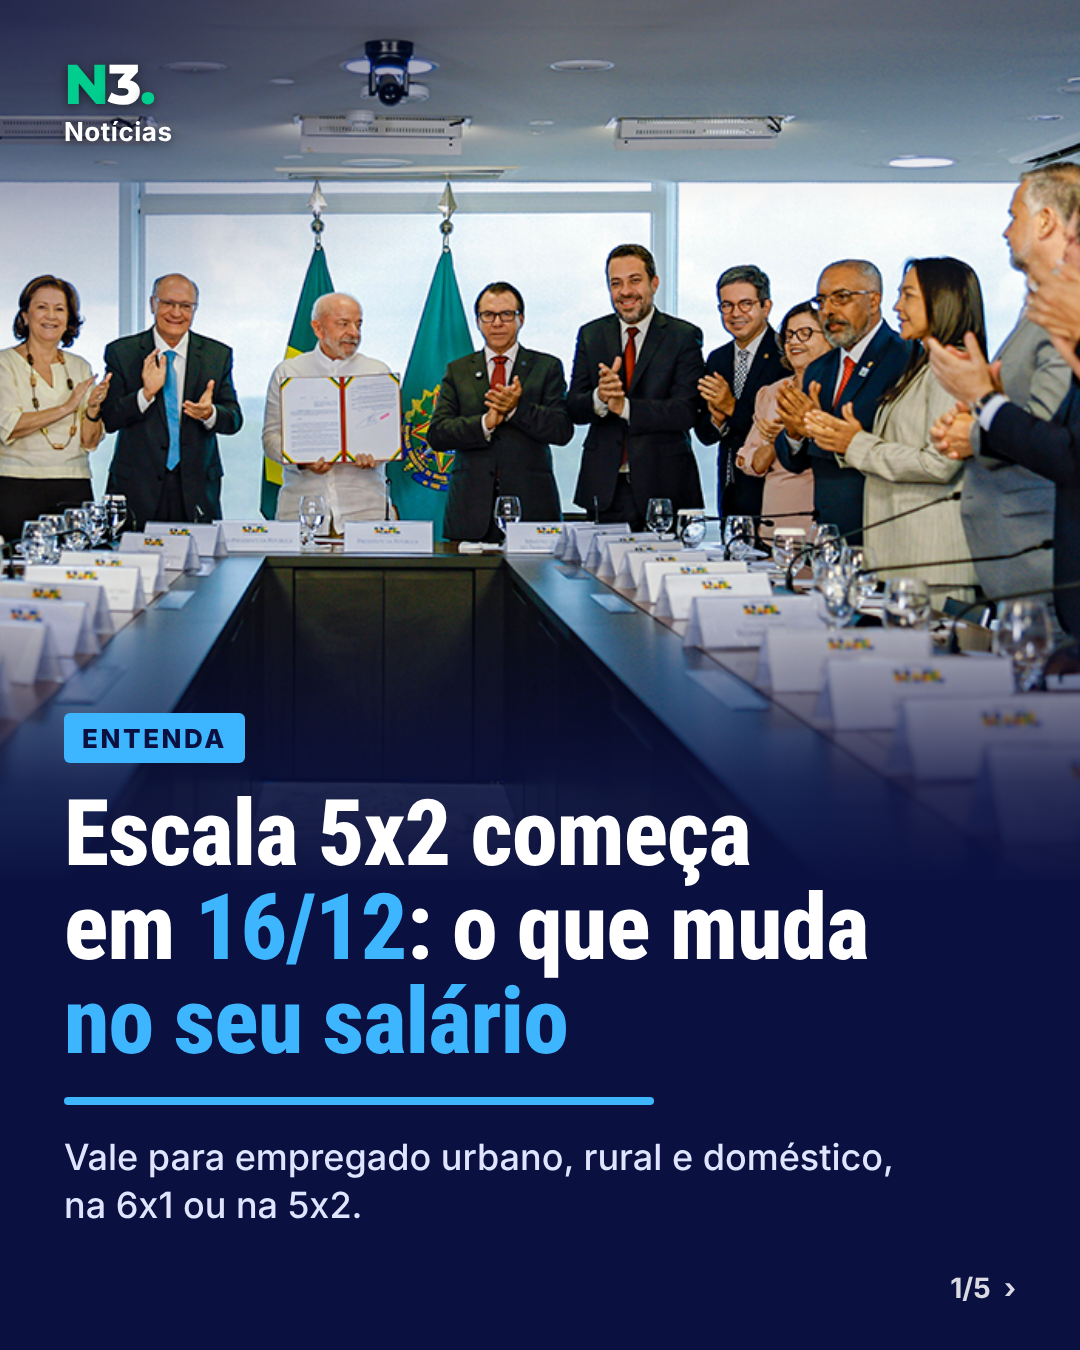 N3.
Notícias
ENTENDA
Escala 5x2 começa
em 16/12: o que muda
no seu salário
Vale para empregado urbano, rural e doméstico,
na 6x1 ou na 5x2.
1/5 ›